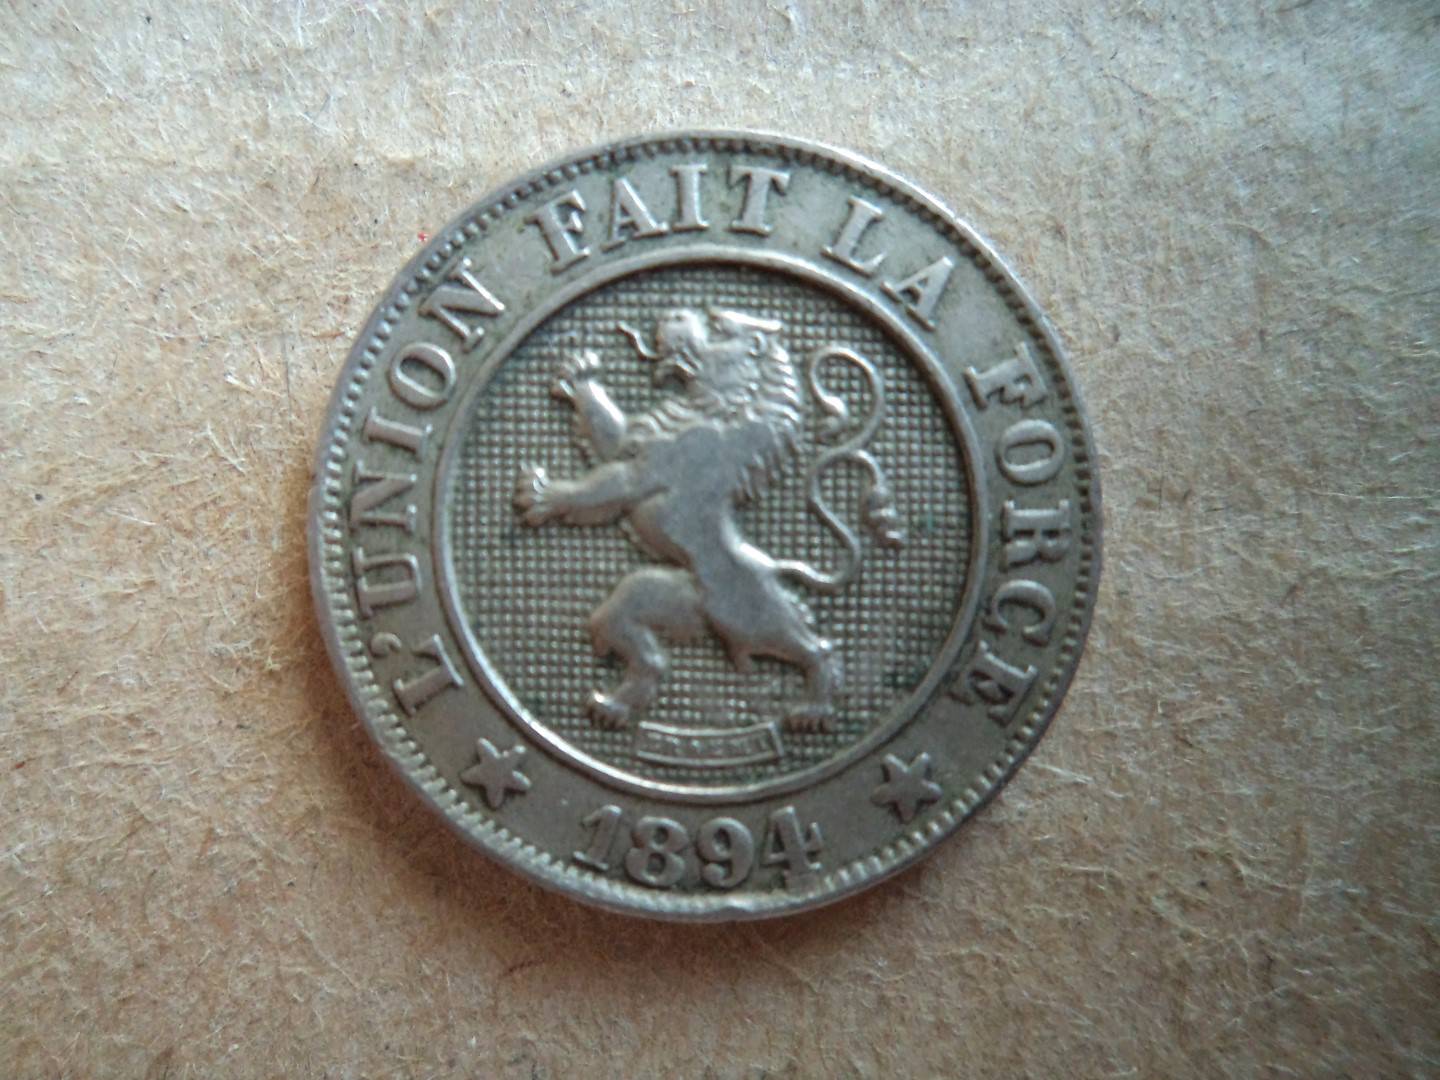 L'UNION FAIT LA FORCE
1894